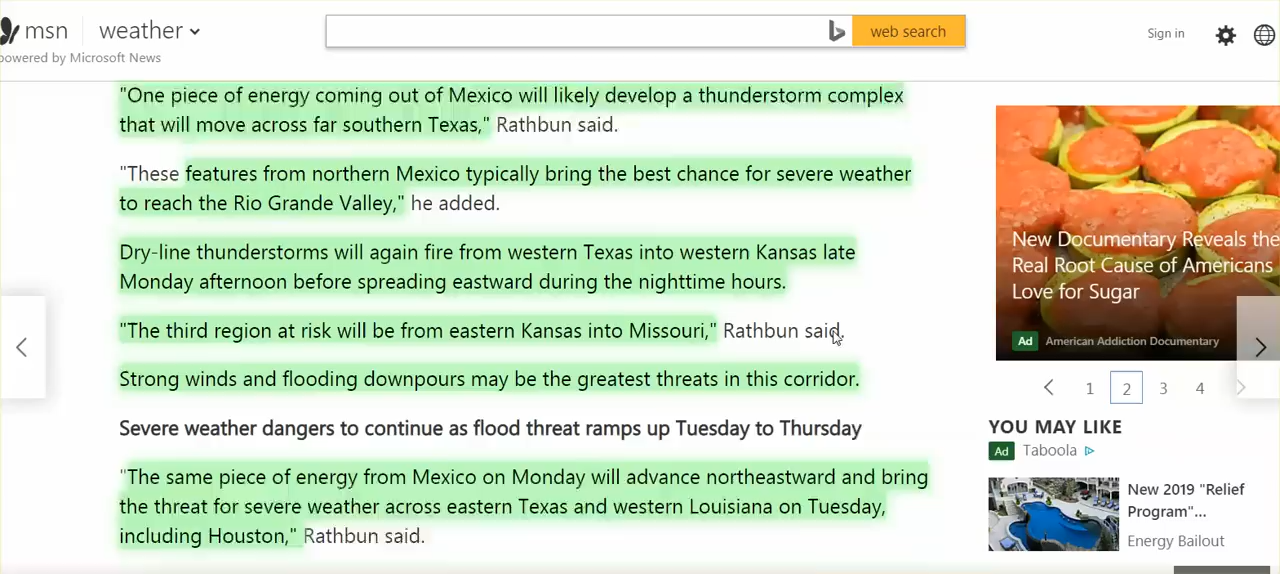 msn
weather
web search
Sign in
powered by Microsoft News
"One piece of energy coming out of Mexico will likely develop a thunderstorm complex
that will move across far southern Texas," Rathbun said.
"These features from northern Mexico typically bring the best chance for severe weather
to reach the Rio Grande Valley," he added.
Dry-line thunderstorms will again fire from western Texas into western Kansas late
Monday afternoon before spreading eastward during the nighttime hours.
"The third region at risk will be from eastern Kansas into Missouri," Rathbun said.
Strong winds and flooding downpours may be the greatest threats in this corridor.
Severe weather dangers to continue as flood threat ramps up Tuesday to Thursday
"The same piece of energy from Mexico on Monday will advance northeastward and bring
the threat for severe weather across eastern Texas and western Louisiana on Tuesday,
including Houston," Rathbun said.
New Documentary Reveals the
Real Root Cause of Americans
Love for Sugar
Ad American Addiction Documentary
1 2 3 4
YOU MAY LIKE
Ad Taboola
New 2019 "Relief
Program"...
Energy Bailout